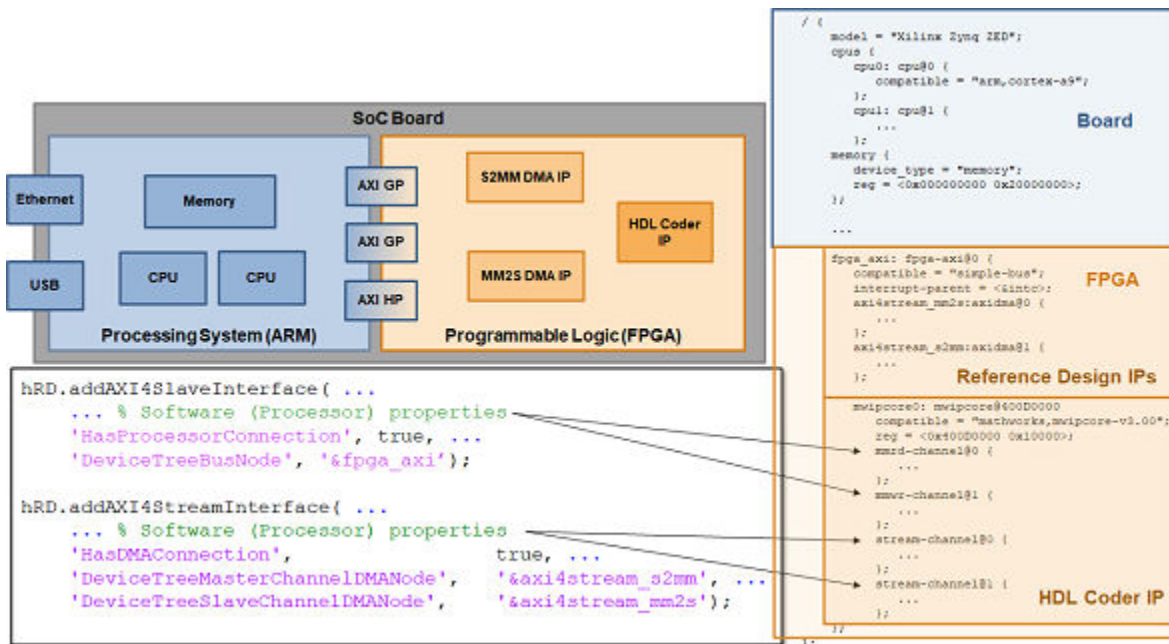 SoC Board
Ethernet
USB
Memory
CPU
CPU
Processing System (ARM)
AXI GP
AXI GP
AXI HP
S2MM DMA IP
MM2S DMA IP
HDL Coder
IP
Programmable Logic (FPGA)
hRD.addAXI4SlaveInterface( ...
... % Software (Processor) properties
'HasProcessorConnection', true, ...
'DeviceTreeBusNode', '&fpga_axi');
hRD.addAXI4StreamInterface( ...
... % Software (Processor) properties
'HasDMAConnection', true, ...
'DeviceTreeMasterChannelDMANode', '&axi4stream_s2mm', ...
'DeviceTreeSlaveChannelDMANode', '&axi4stream_mm2s');
/ {
model = "Xilinx Zynq ZED";
cpus {
cpu0: cpu@0 {
compatible = "arm,cortex-a9";
};
cpu1: cpu@1 {
...
};
memory {
device_type = "memory";
reg = <0x000000000 0x20000000>;
};
...
Board
fpga_axi: fpga-axi@0 {
compatible = "simple-bus";
interrupt-parent = <&intc>;
axi4stream_mm2s:axidma@0 {
...
};
axi4stream_s2mm:axidma@1 {
...
};
FPGA
Reference Design IPs
mwipcore0: mwipcore@400D0000
compatible = "mathworks,mwipcore-v3.00";
reg = <0x400D0000 0x10000>;
mmrd-channel@0 {
...
};
mmwr-channel@1 {
...
};
stream-channel@0 {
...
};
stream-channel@1 {
...
};
HDL Coder IP
};
};